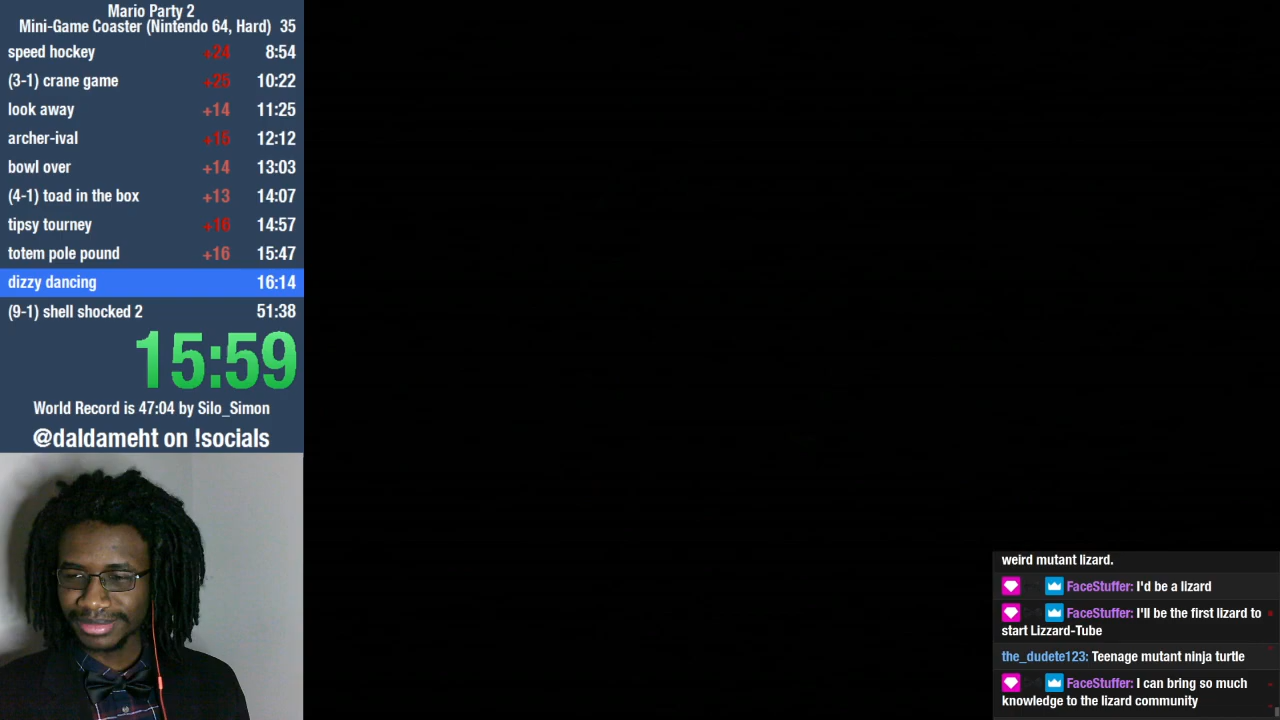 Mario Party 2
Mini-Game Coaster (Nintendo 64, Hard) 35
speed hockey +24 8:54
(3-1) crane game +25 10:22
look away +14 11:25
archer-ival +15 12:12
bowl over +14 13:03
(4-1) toad in the box +13 14:07
tipsy tourney +16 14:57
totem pole pound +16 15:47
dizzy dancing 16:14
(9-1) shell shocked 2 51:38
15:59
World Record is 47:04 by Silo_Simon
@daldameht on !socials
weird mutant lizard.
FaceStuffer: I'd be a lizard
FaceStuffer: I'll be the first lizard to
start Lizzard-Tube
the_dudete123: Teenage mutant ninja turtle
FaceStuffer: I can bring so much
knowledge to the lizard community